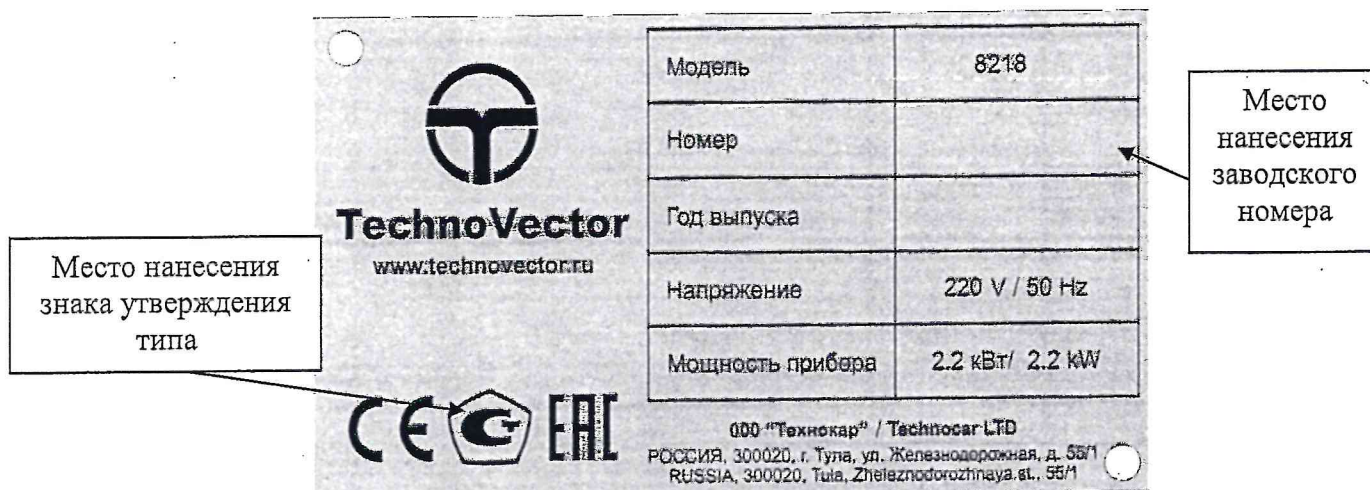 Модель 8218
Номер
Год выпуска
Напряжение 220 V / 50 Hz
Мощность прибора 2.2 кВт/ 2.2 kW
TechnoVector
www.technovector.ru
Место нанесения
знака утверждения
типа
Место
нанесения
заводского
номера
CE Ст EAC
ООО "Технокар" / Technocar LTD
РОССИЯ, 300020, г. Тула, ул. Железнодорожная, д. 55/1
RUSSIA, 300020, Tula, Zheleznodorozhnaya st., 55/1